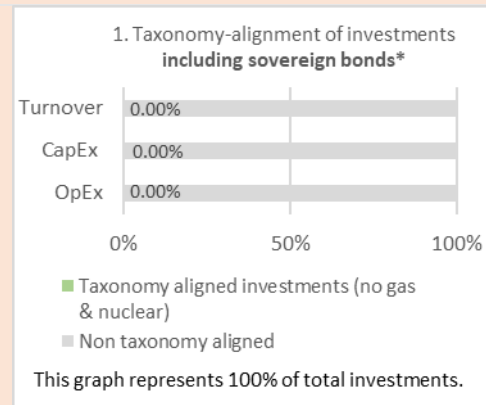 1. Taxonomy-alignment of investments
including sovereign bonds*
Turnover 0.00%
CapEx 0.00%
OpEx 0.00%
0% 50% 100%
Taxonomy aligned investments (no gas
& nuclear)
Non taxonomy aligned
This graph represents 100% of total investments.